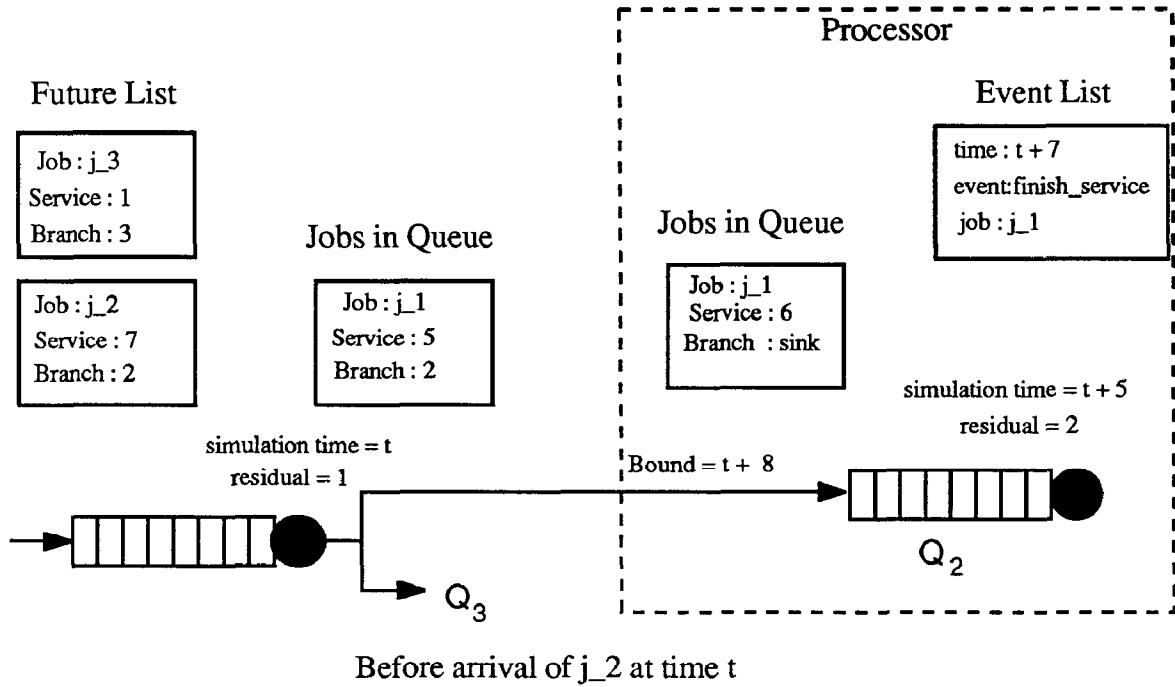 Processor
Future List
Event List
Job : j_3
Service : 1
Branch : 3
time : t + 7
event:finish_service
job : j_1
Jobs in Queue
Jobs in Queue
Job : j_2
Service : 7
Branch : 2
Job : j_1
Service : 5
Branch : 2
Job : j_1
Service : 6
Branch : sink
simulation time = t
residual = 1
simulation time = t + 5
residual = 2
Bound = t + 8
Q2
Q3
Before arrival of j_2 at time t